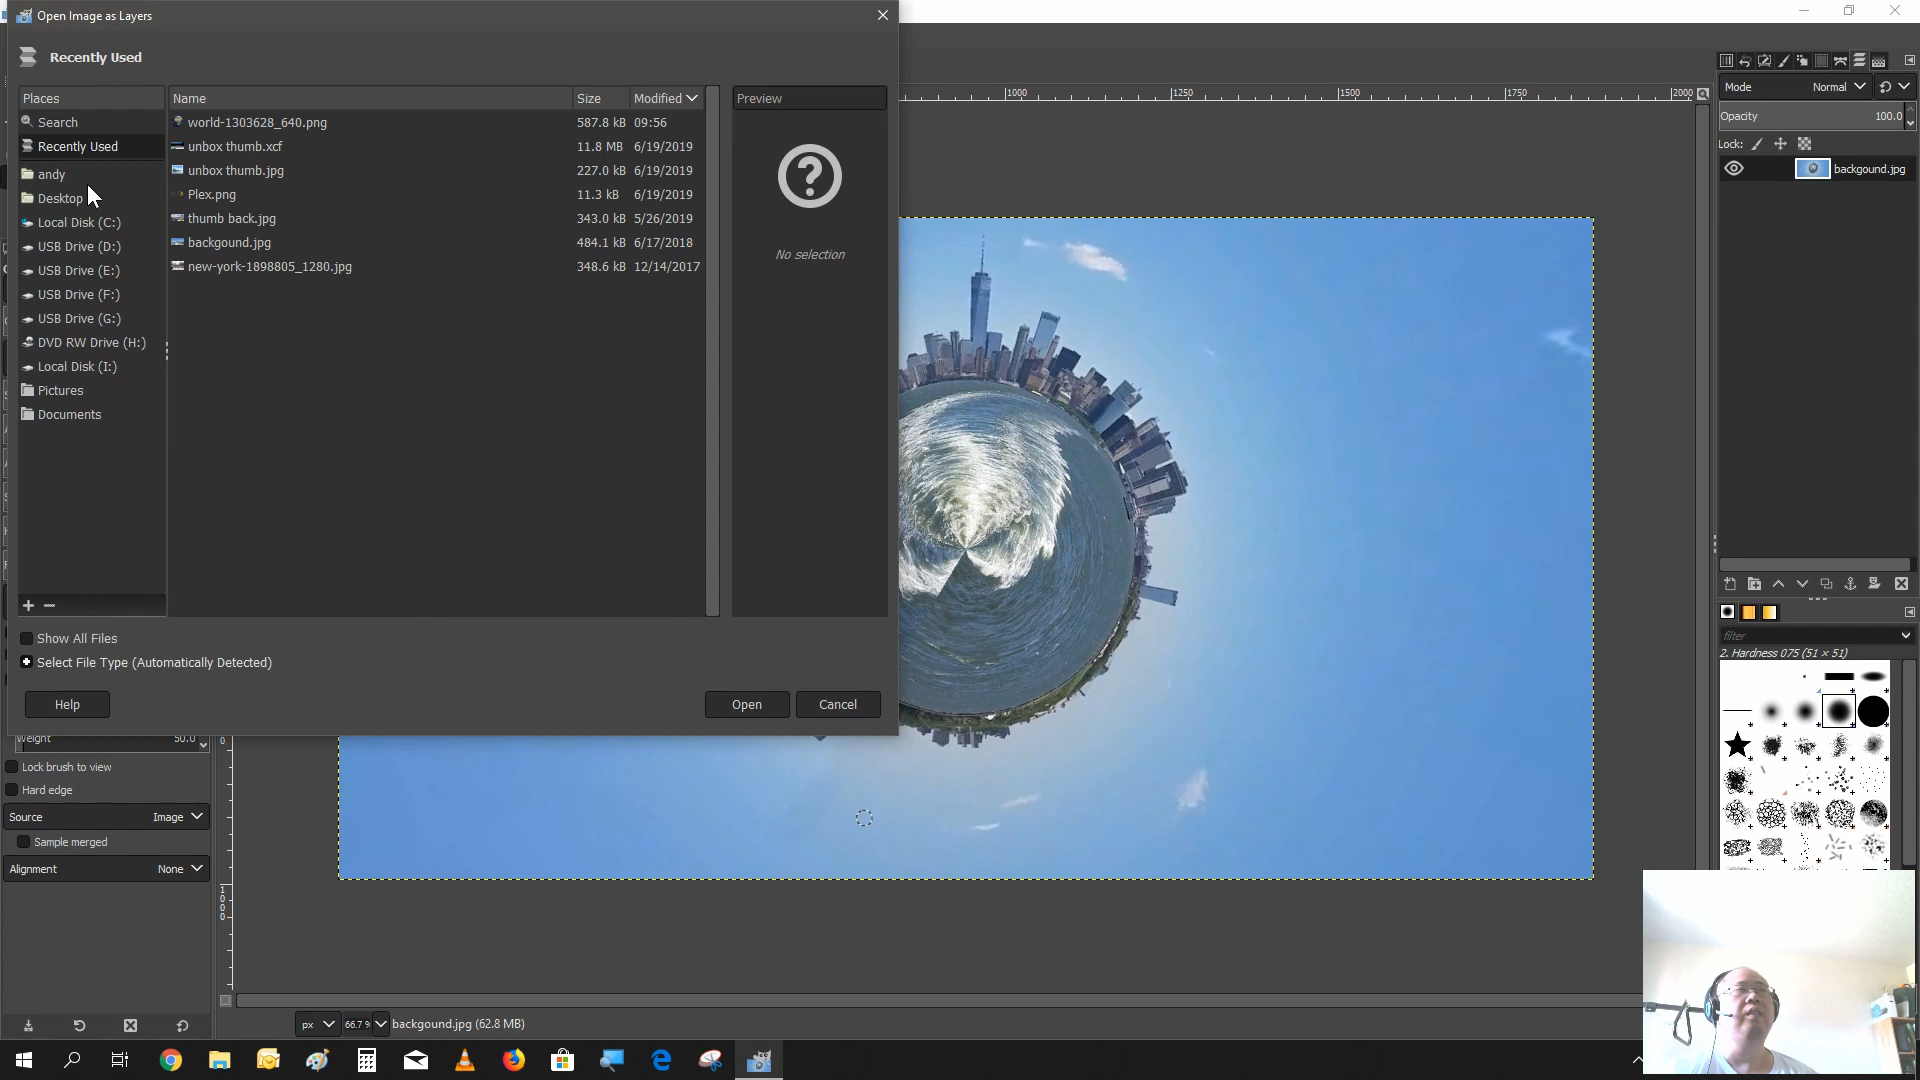 Open Image as Layers
Recently Used
Places
Search
Recently Used
andy
Desktop
Local Disk (C:)
USB Drive (D:)
USB Drive (E:)
USB Drive (F:)
USB Drive (G:)
DVD RW Drive (H:)
Local Disk (I:)
Pictures
Documents
Name Size Modified
world-1303628_640.png 587.8 kB 09:56
unbox thumb.xcf 11.8 MB 6/19/2019
unbox thumb.jpg 227.0 kB 6/19/2019
Plex.png 11.3 kB 6/19/2019
thumb back.jpg 343.0 kB 5/26/2019
backgound.jpg 484.1 kB 6/17/2018
new-york-1898805_1280.jpg 348.6 kB 12/14/2017
Preview
No selection
Show All Files
Select File Type (Automatically Detected)
Help
Open
Cancel
1000 1250 1500 1750 2000
Mode Normal
Opacity 100.0
Lock:
backgound.jpg
filter
2. Hardness 075 (51 × 51)
Weight 50.0
Lock brush to view
Hard edge
Source Image
Sample merged
Alignment None
0
1000
px 66.7 % backgound.jpg (62.8 MB)